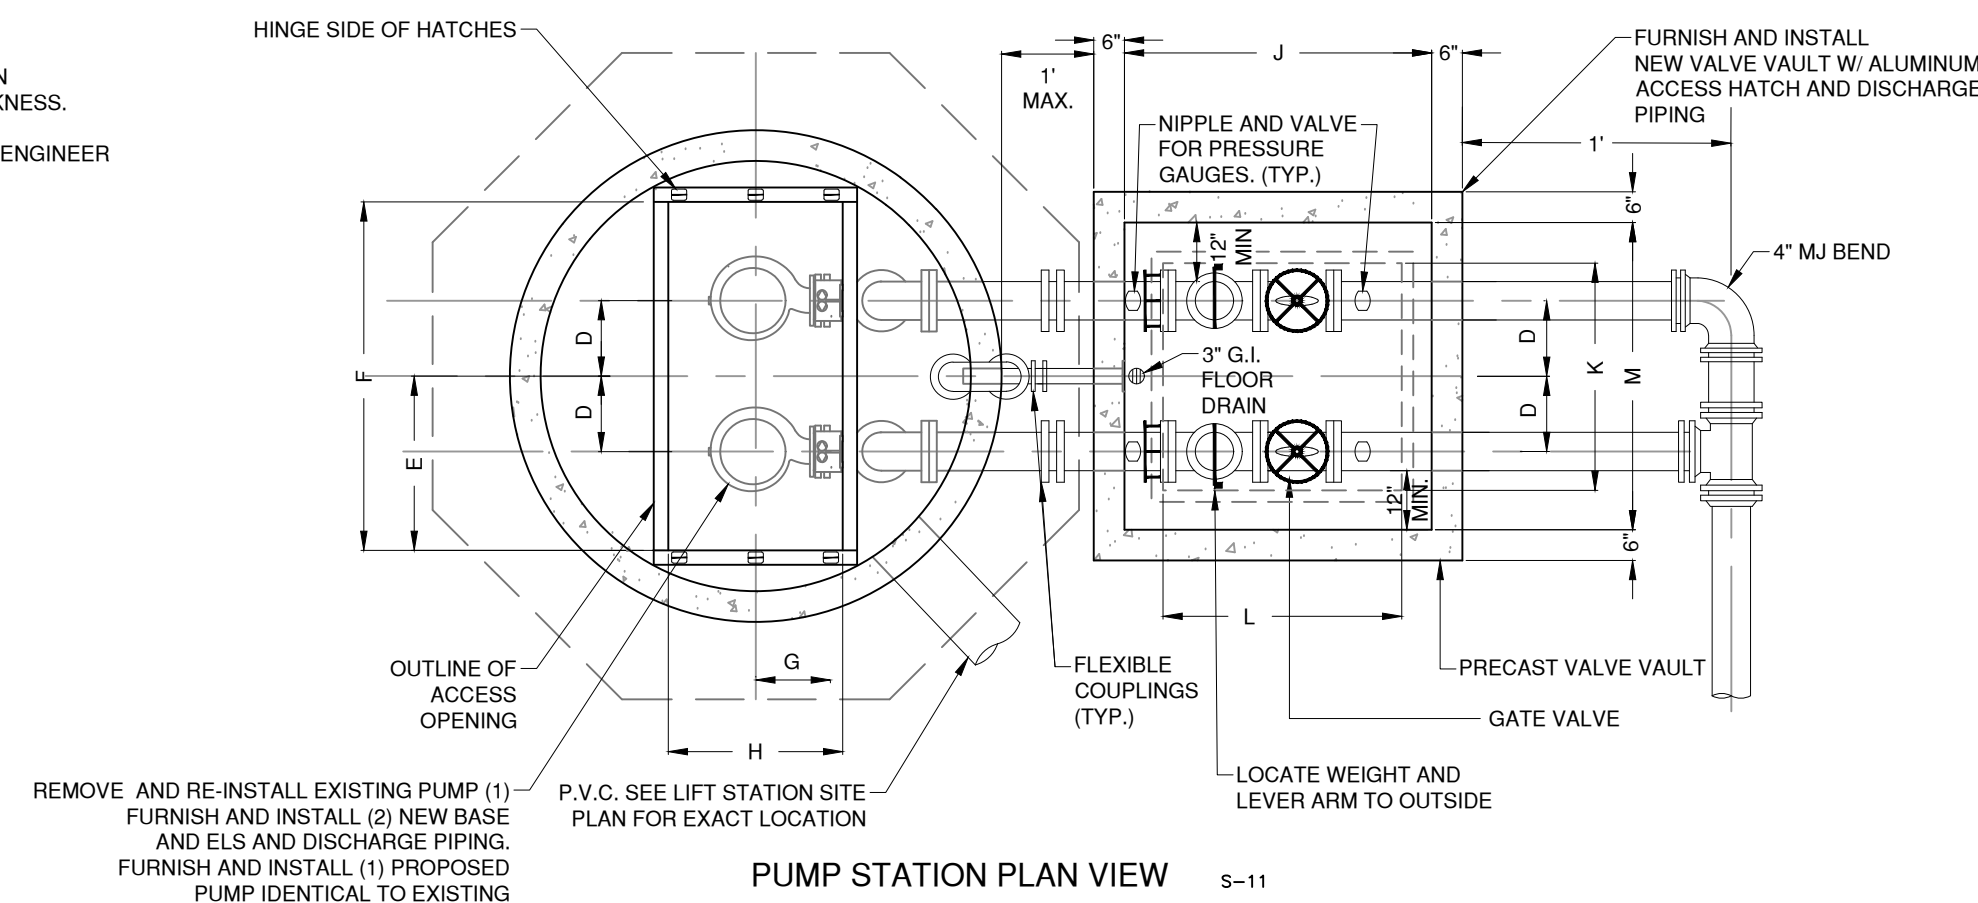 N
KNESS.
ENGINEER
HINGE SIDE OF HATCHES
6"
J
6"
1'
MAX.
FURNISH AND INSTALL
NEW VALVE VAULT W/ ALUMINUM
ACCESS HATCH AND DISCHARGE
PIPING
NIPPLE AND VALVE
FOR PRESSURE
GAUGES. (TYP.)
1'
6"
12"
MIN
4" MJ BEND
D
D
F
E
3" G.I.
FLOOR
DRAIN
D
D
K
M
12"
MIN.
6"
L
G
H
OUTLINE OF
ACCESS
OPENING
FLEXIBLE
COUPLINGS
(TYP.)
PRECAST VALVE VAULT
GATE VALVE
LOCATE WEIGHT AND
LEVER ARM TO OUTSIDE
REMOVE AND RE-INSTALL EXISTING PUMP (1)
FURNISH AND INSTALL (2) NEW BASE
AND ELS AND DISCHARGE PIPING.
FURNISH AND INSTALL (1) PROPOSED
PUMP IDENTICAL TO EXISTING
P.V.C. SEE LIFT STATION SITE
PLAN FOR EXACT LOCATION
PUMP STATION PLAN VIEW
S-11